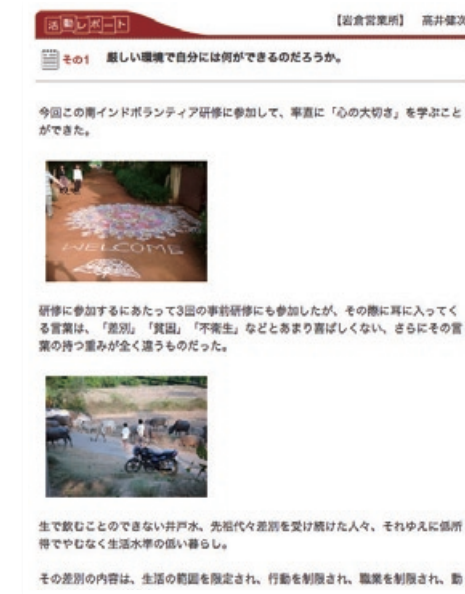 活動レポート
【岩倉営業所】 高井健次
その1 厳しい環境で自分には何ができるのだろうか。
今回この南インドボランティア研修に参加して、率直に「心の大切さ」を学ぶこと
ができた。
WELCOME
研修に参加するにあたって3回の事前研修にも参加したが、その際に耳に入ってく
る言葉は、「差別」「貧困」「不衛生」などとあまり喜ばしくない、さらにその言
葉の持つ重みが全く違うものだった。
生で飲むことのできない井戸水、先祖代々差別を受け続けた人々、それゆえに低所
得でやむなく生活水準の低い暮らし。
その差別の内容は、生活の範囲を限定され、行動を制限され、職業を制限され、動